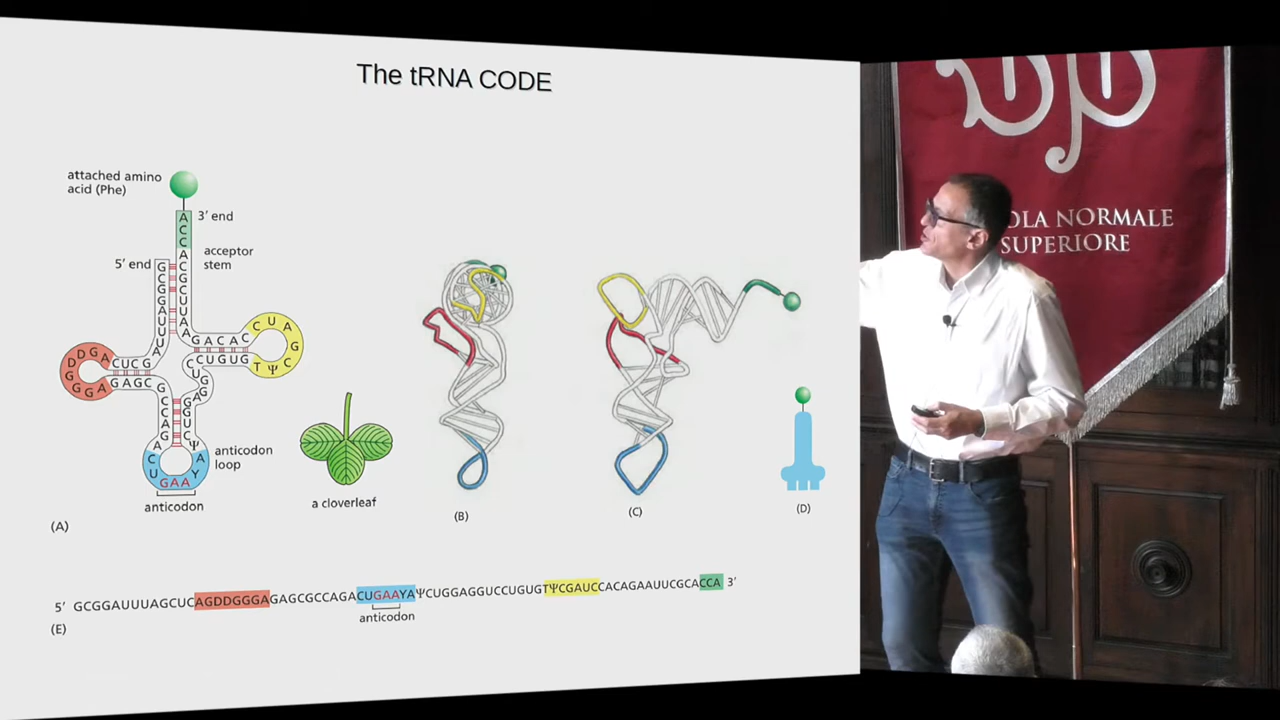 The tRNA CODE
attached amino
acid (Phe)
3′ end
acceptor
stem
5′ end
anticodon
loop
anticodon
a cloverleaf
(A)
(B)
(C)
(D)
5′ GCGGAUUUAGCUCAGDDGGGAGAGCGCCAGACUGAAYAΨCUGGAGGUCCUGUGTΨCGAUCCACAGAAUUCGCACCA 3′
anticodon
(E)
OLA NORMALE
SUPERIORE